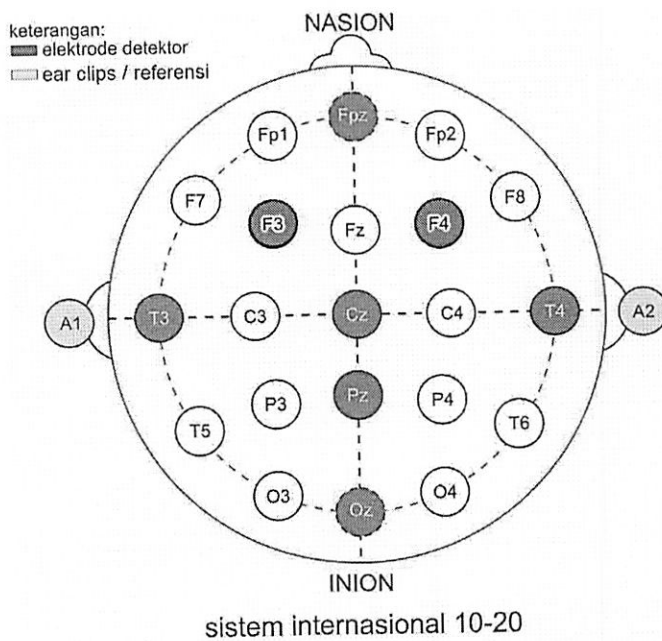 NASION
keterangan:
elektrode detektor
ear clips / referensi
Fpz
Fp1
Fp2
F7
F8
F3
Fz
F4
A1
T3
C3
Cz
C4
T4
A2
P3
Pz
P4
T5
T6
O3
Oz
O4
INION
sistem internasional 10-20